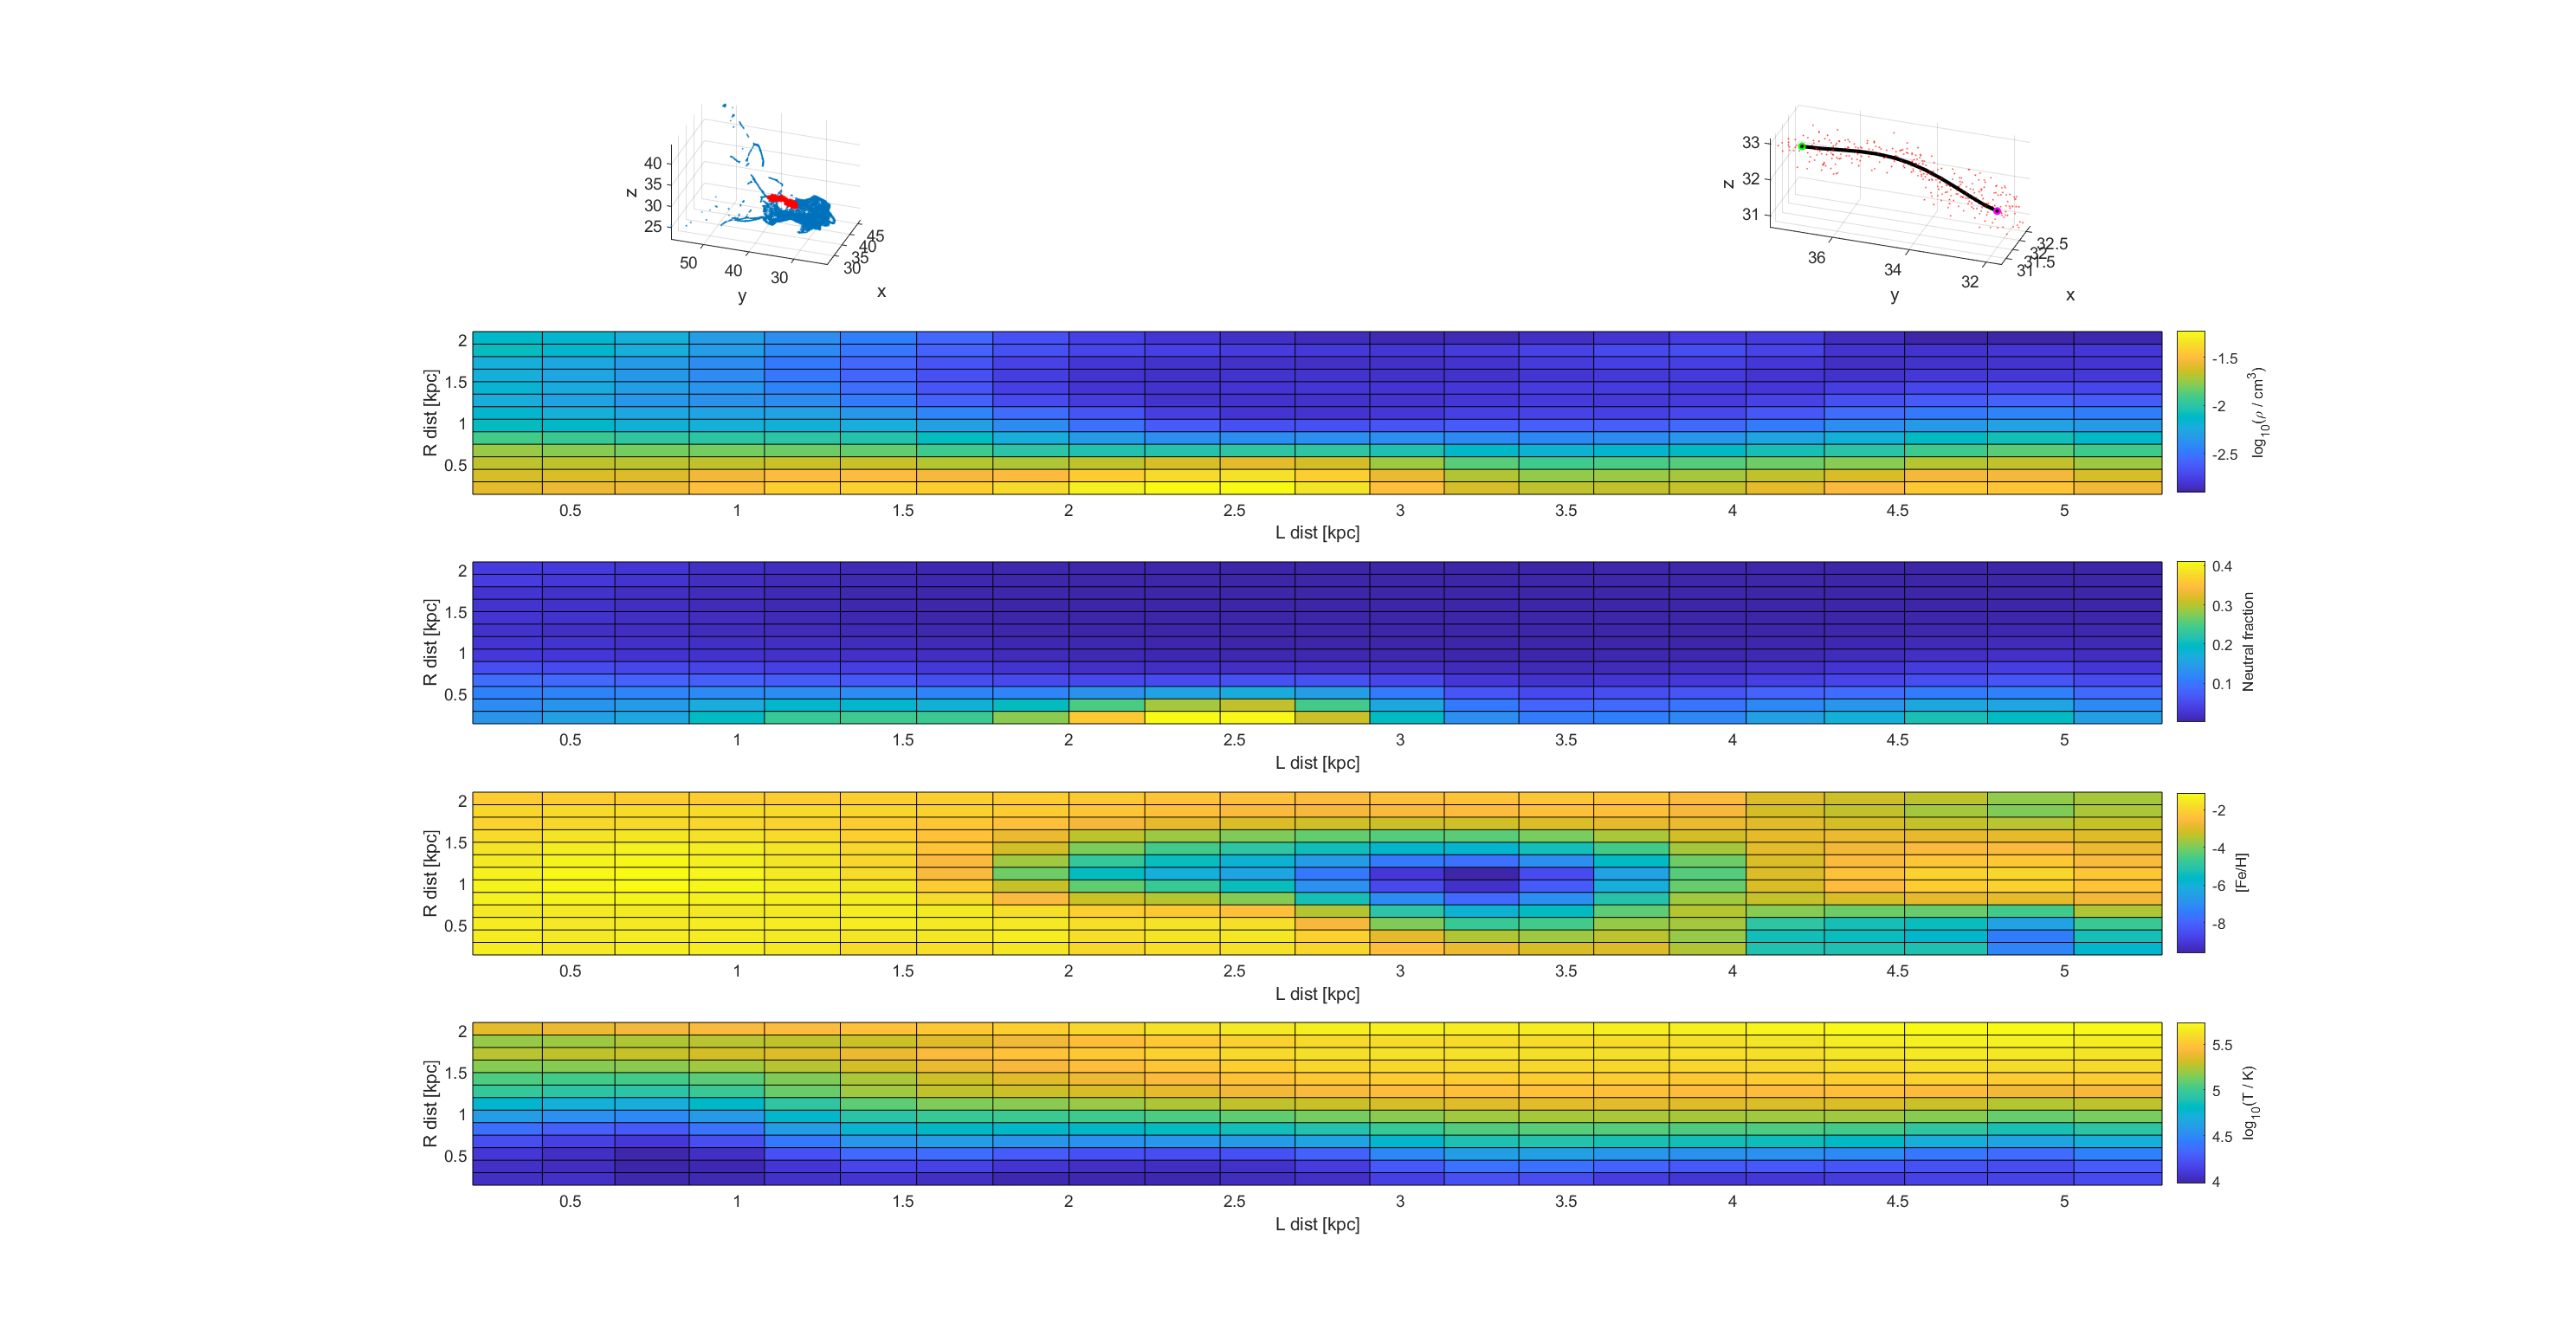 40
35
30
25
z
50
40
30
y
45
40
35
30
x
33
32
31
z
36
34
32
y
32.5
32
31.5
31
x
2
1.5
1
0.5
R dist [kpc]
0.5 1 1.5 2 2.5 3 3.5 4 4.5 5
L dist [kpc]
-1.5
-2
-2.5
log10(ρ / cm3)
2
1.5
1
0.5
R dist [kpc]
0.5 1 1.5 2 2.5 3 3.5 4 4.5 5
L dist [kpc]
0.4
0.3
0.2
0.1
Neutral fraction
2
1.5
1
0.5
R dist [kpc]
0.5 1 1.5 2 2.5 3 3.5 4 4.5 5
L dist [kpc]
-2
-4
-6
-8
[Fe/H]
2
1.5
1
0.5
R dist [kpc]
0.5 1 1.5 2 2.5 3 3.5 4 4.5 5
L dist [kpc]
5.5
5
4.5
4
log10(T / K)